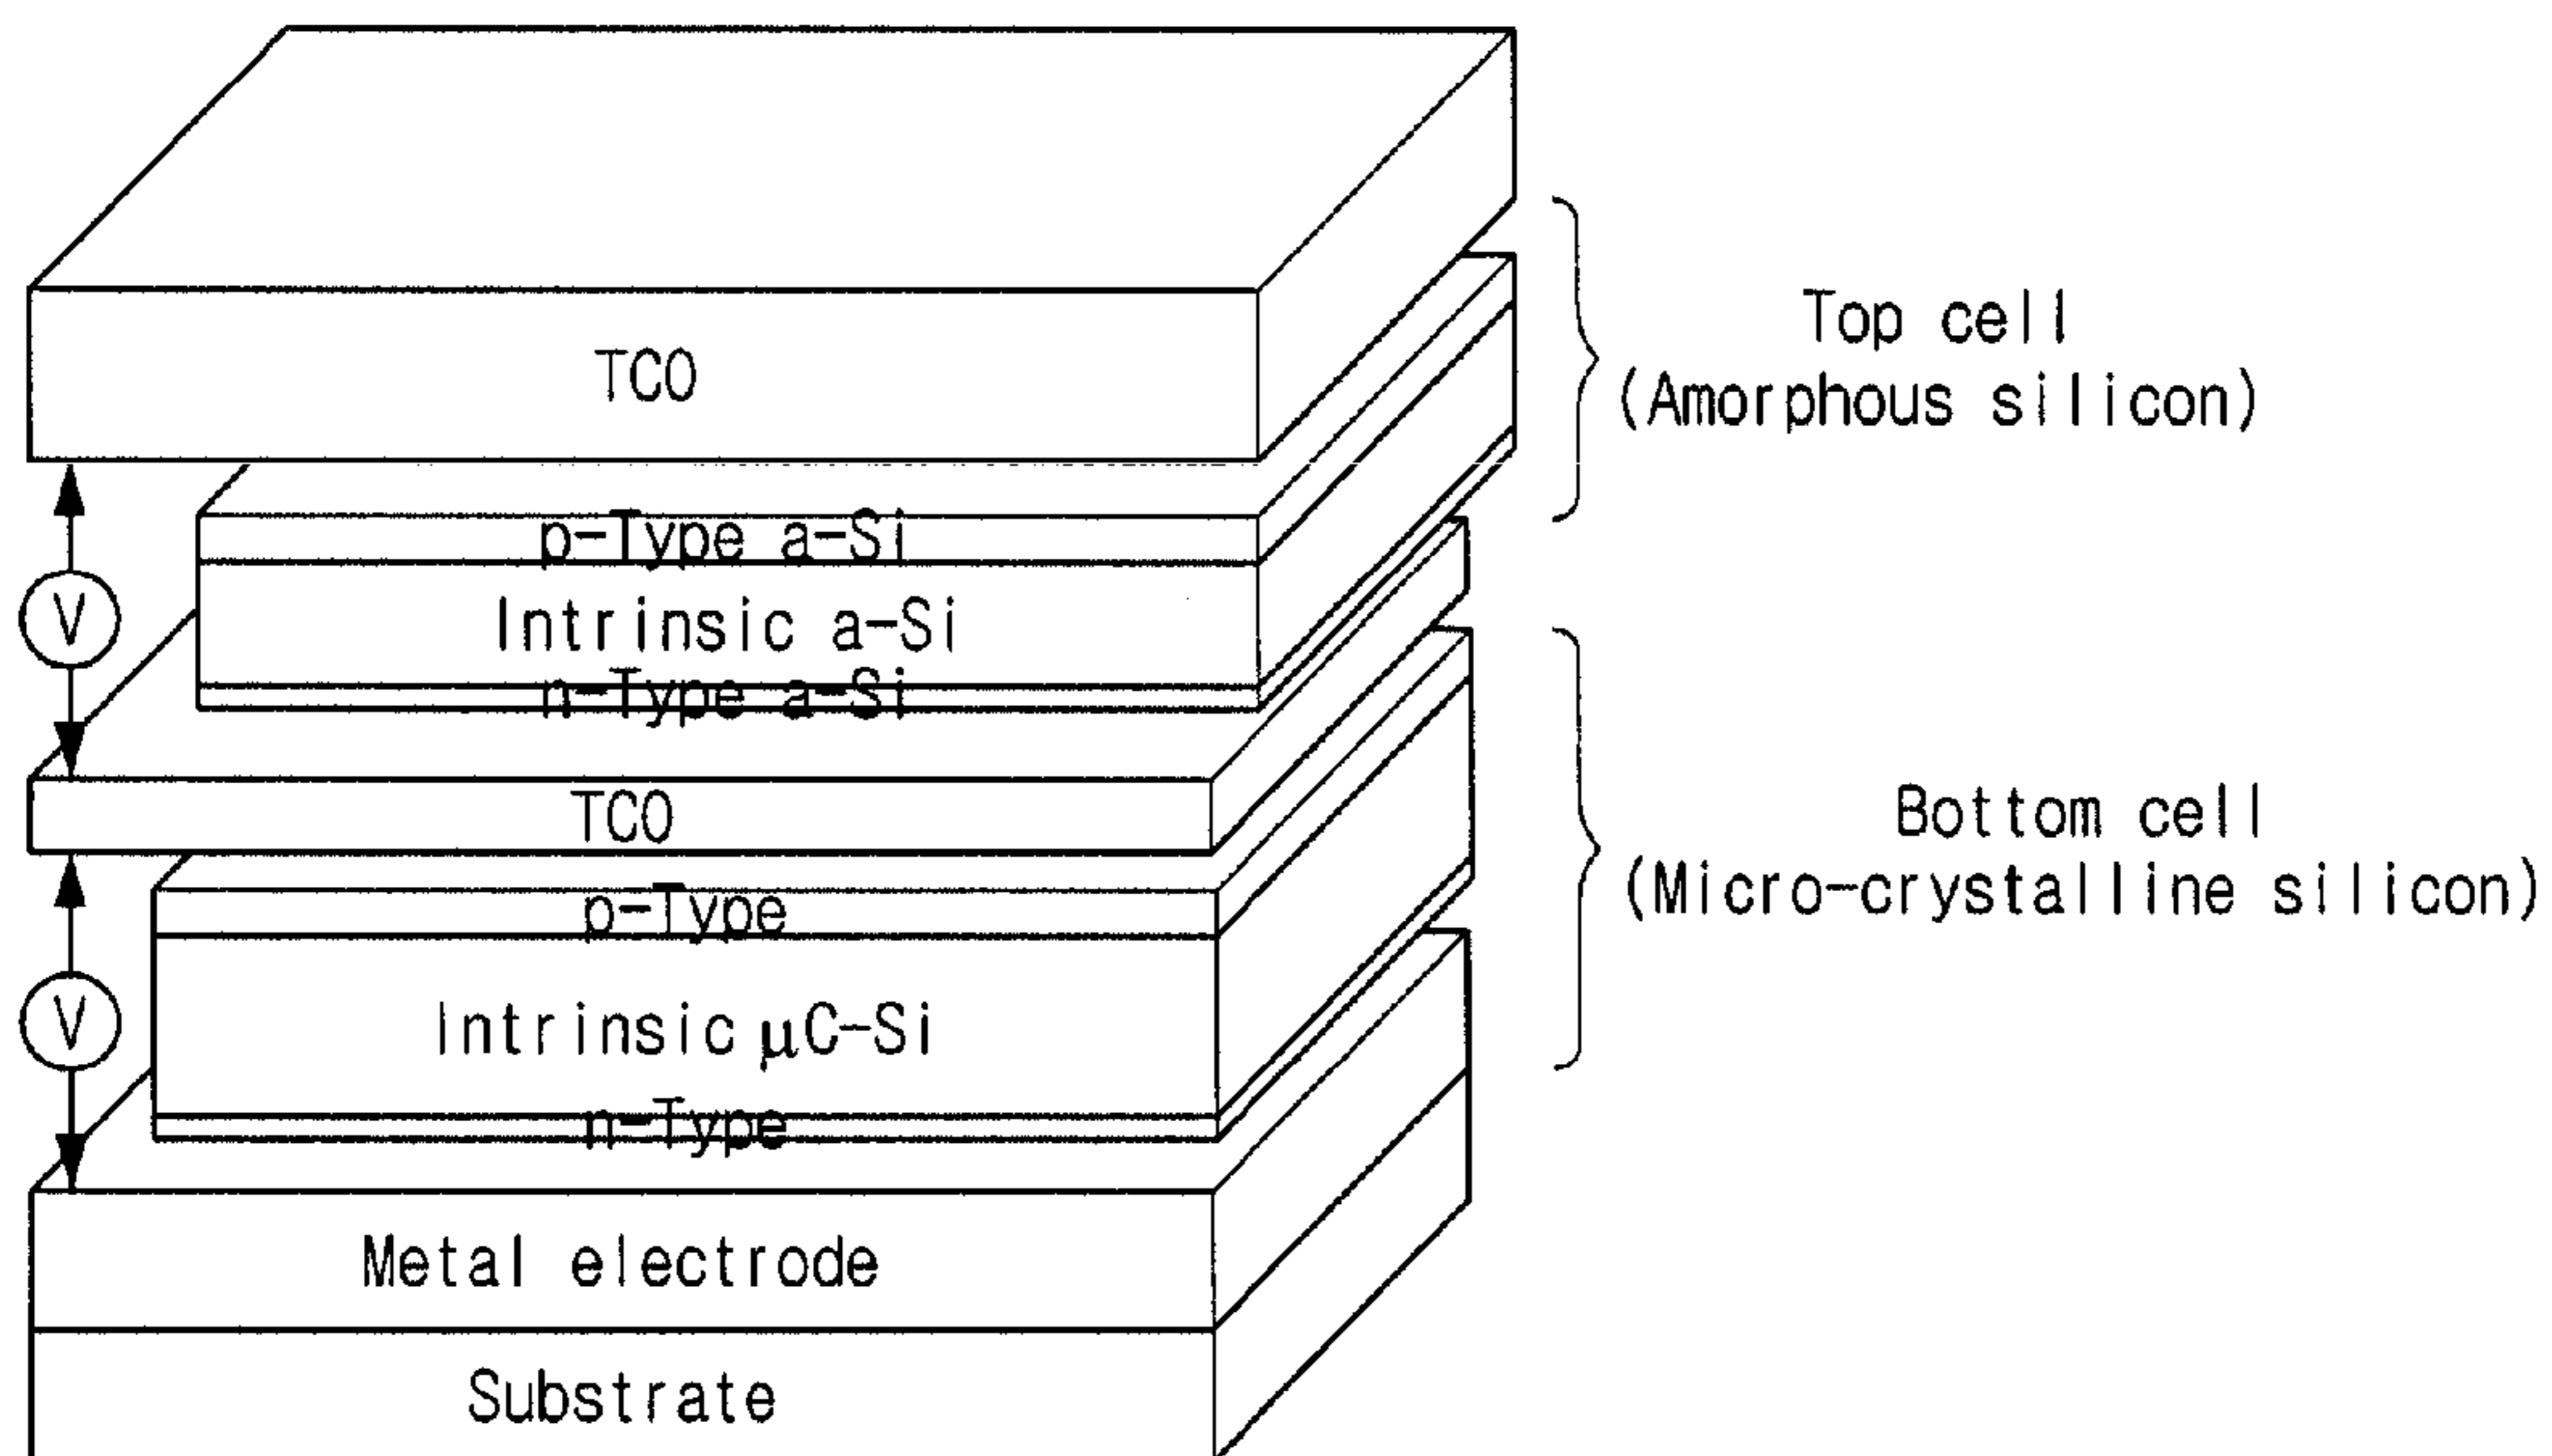 TCO
Top cell
(Amorphous silicon)
p-Type a-Si
V
Intrinsic a-Si
n-Type a-Si
TCO
Bottom cell
(Micro-crystalline silicon)
p-Type
V
Intrinsic μC-Si
n-Type
Metal electrode
Substrate